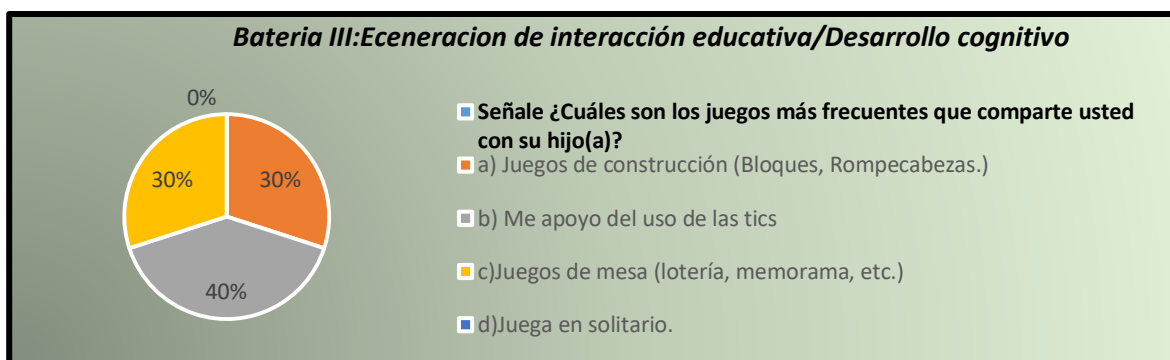 Bateria III:Eceneracion de interacción educativa/Desarrollo cognitivo
0%
30%
30%
40%
Señale ¿Cuáles son los juegos más frecuentes que comparte usted
con su hijo(a)?
a) Juegos de construcción (Bloques, Rompecabezas.)
b) Me apoyo del uso de las tics
c)Juegos de mesa (lotería, memorama, etc.)
d)Juega en solitario.